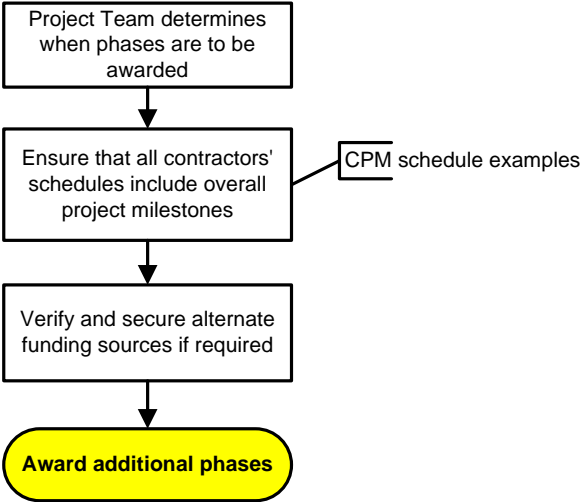 Project Team determines
when phases are to be
awarded
Ensure that all contractors'
schedules include overall
project milestones
CPM schedule examples
Verify and secure alternate
funding sources if required
Award additional phases